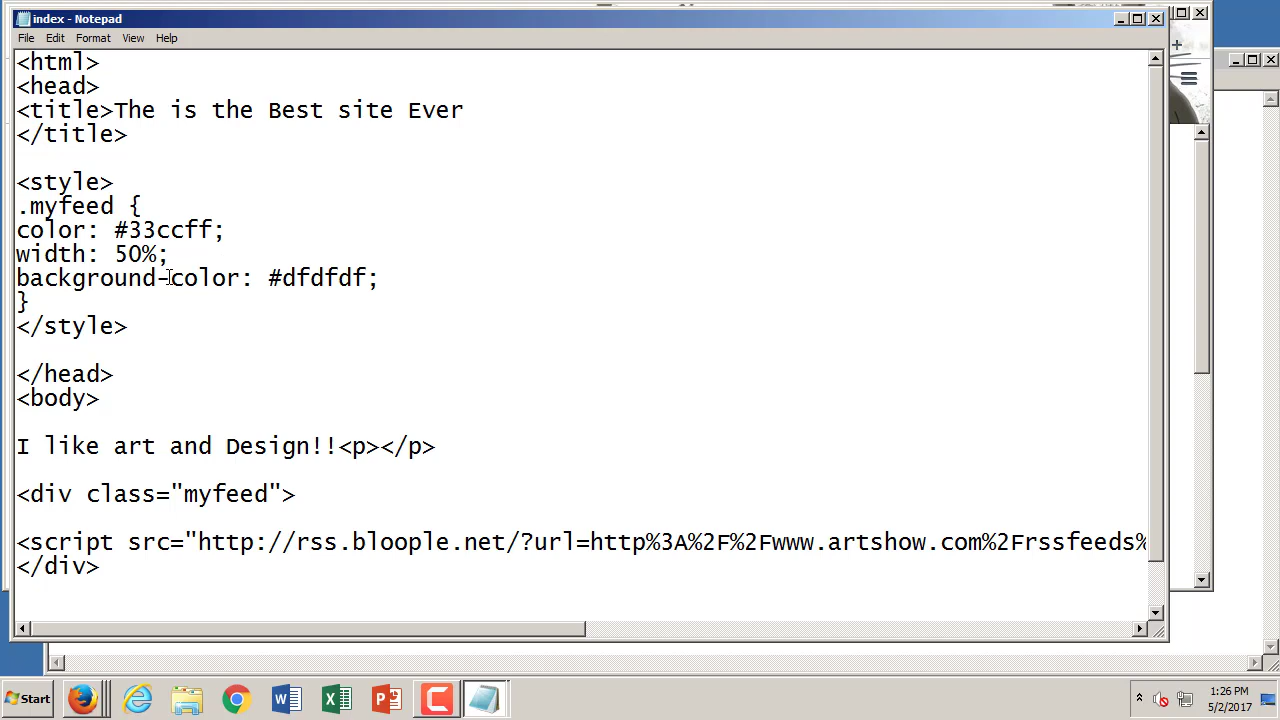 index - Notepad
File Edit Format View Help
<html>
<head>
<title>The is the Best site Ever
</title>
<style>
.myfeed {
color: #33ccff;
width: 50%;
background-color: #dfdfdf;
}
</style>
</head>
<body>
I like art and Design!!<p></p>
<div class="myfeed">
<script src="http://rss.bloople.net/?url=http%3A%2F%2Fwww.artshow.com%2Frssfeeds%
</div>
Start
1:26 PM
5/2/2017